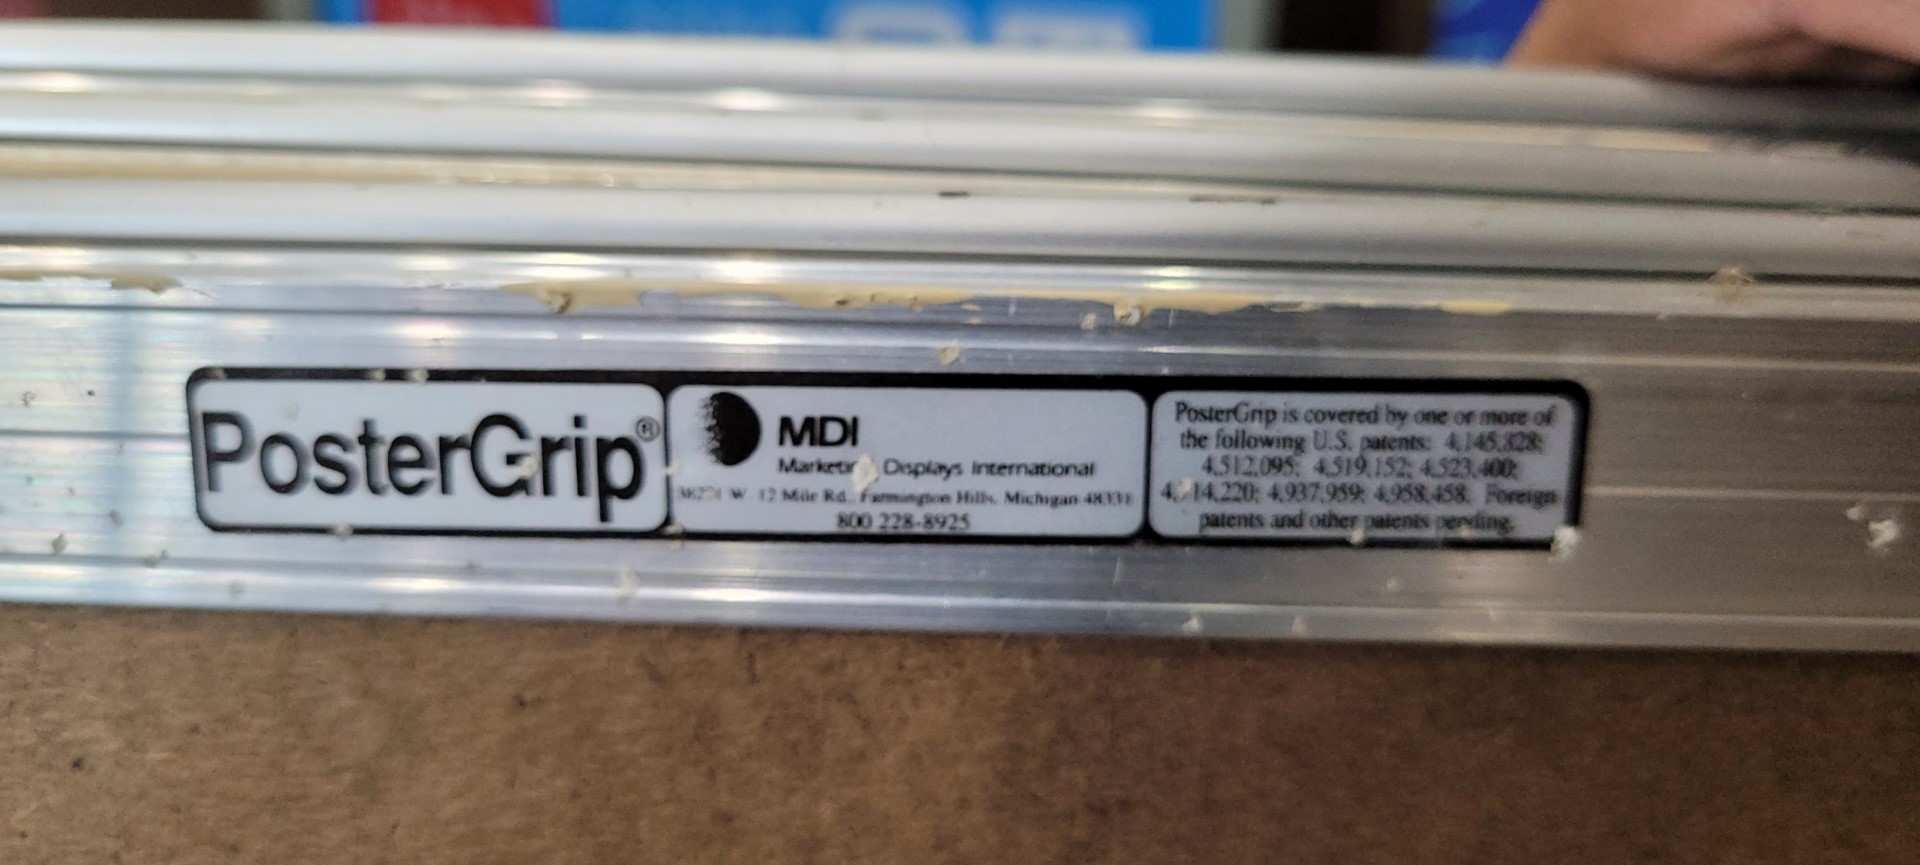 PosterGrip®
MDI
Displays International
W. 12 Mile Rd., Farmington Hills, Michigan 48331
800 228-8925
PosterGrip is covered by one or more of
the following U.S. patents: 4,145,828;
4,512,095; 4,519,152; 4,523,400;
4,937,959; 4,958,458. Foreign
patents and other patents pending.